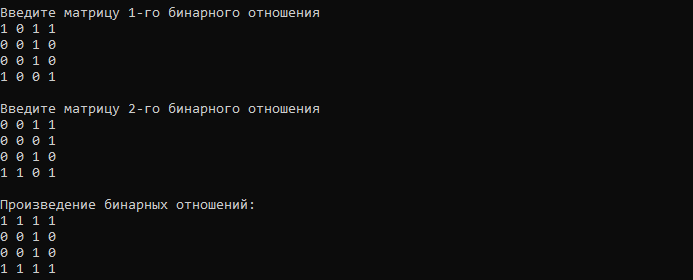 Введите матрицу 1-го бинарного отношения
1 0 1 1
0 0 1 0
0 0 1 0
1 0 0 1
Введите матрицу 2-го бинарного отношения
0 0 1 1
0 0 0 1
0 0 1 0
1 1 0 1
Произведение бинарных отношений:
1 1 1 1
0 0 1 0
0 0 1 0
1 1 1 1